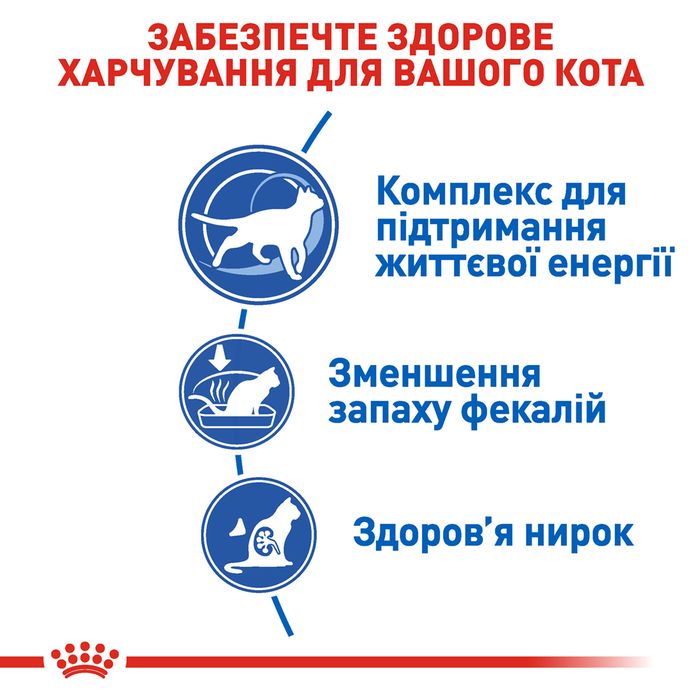 ЗАБЕЗПЕЧТЕ ЗДОРОВЕ
ХАРЧУВАННЯ ДЛЯ ВАШОГО КОТА
Комплекс для
підтримання
життєвої енергії
Зменшення
запаху фекалій
Здоров’я нирок